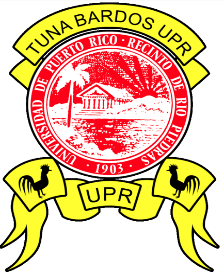 TUNA BARDOS UPR
UNIVERSIDAD DE PUERTO RICO · RECINTO DE RIO PIEDRAS
· 1903 ·
UPR